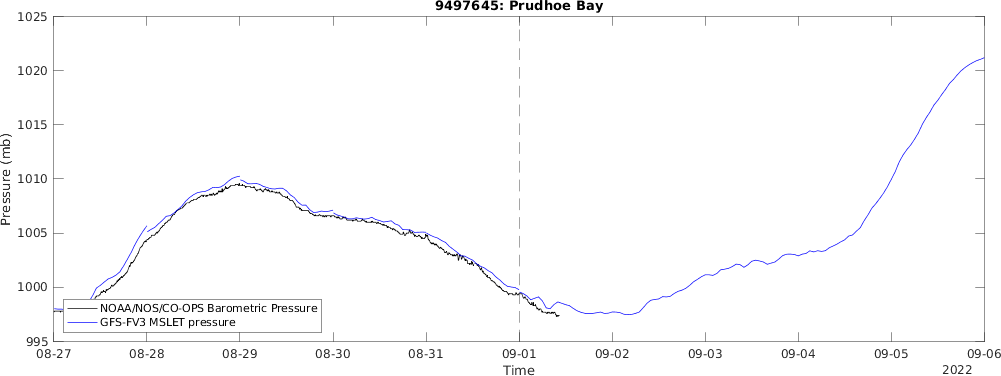 9497645: Prudhoe Bay
1025
1020
1015
1010
1005
1000
995
Pressure (mb)
NOAA/NOS/CO-OPS Barometric Pressure
GFS-FV3 MSLET pressure
08-27 08-28 08-29 08-30 08-31 09-01 09-02 09-03 09-04 09-05 09-06
Time
2022